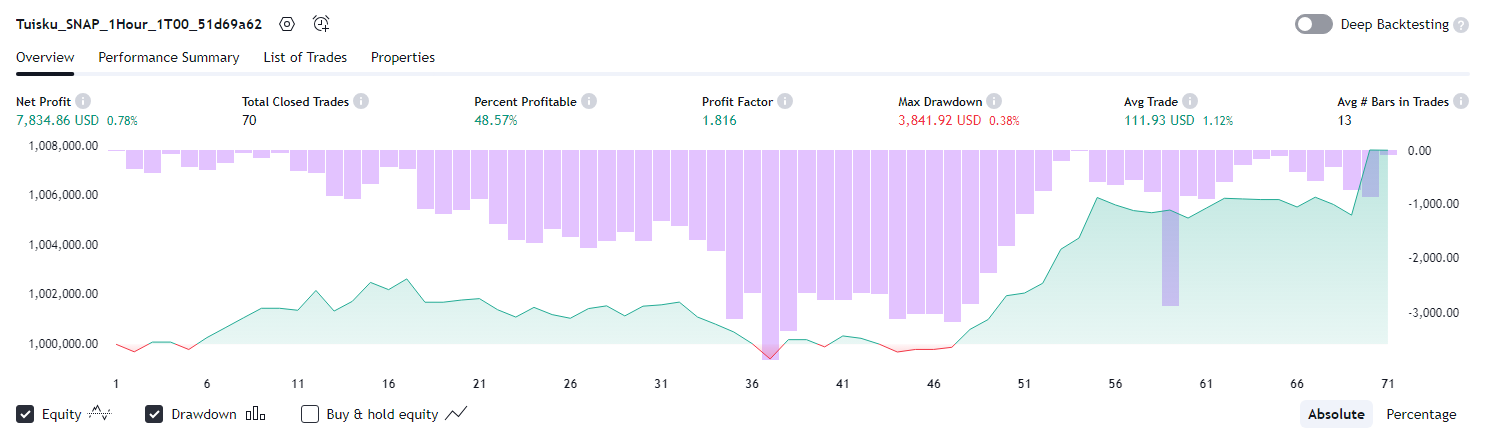 Tuisku_SNAP_1Hour_1T00_51d69a62 Deep Backtesting ?
Overview Performance Summary List of Trades Properties
Net Profit i Total Closed Trades i Percent Profitable i Profit Factor i Max Drawdown i Avg Trade i Avg # Bars in Trades i
7,834.86 USD 0.78% 70 48.57% 1.816 3,841.92 USD 0.38% 111.93 USD 1.12% 13
1,008,000.00 0.00
1,006,000.00 -1,000.00
1,004,000.00 -2,000.00
1,002,000.00 -3,000.00
1,000,000.00
1 6 11 16 21 26 31 36 41 46 51 56 61 66 71
Equity Drawdown Buy & hold equity Absolute Percentage